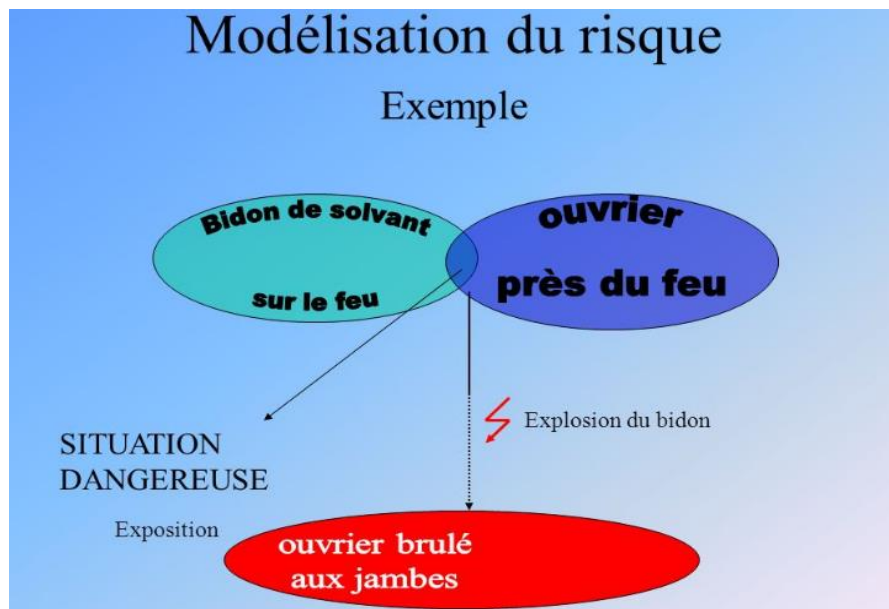 Modélisation du risque
Exemple
Bidon de solvant
sur le feu
ouvrier
près du feu
Explosion du bidon
SITUATION
DANGEREUSE
Exposition
ouvrier brulé
aux jambes